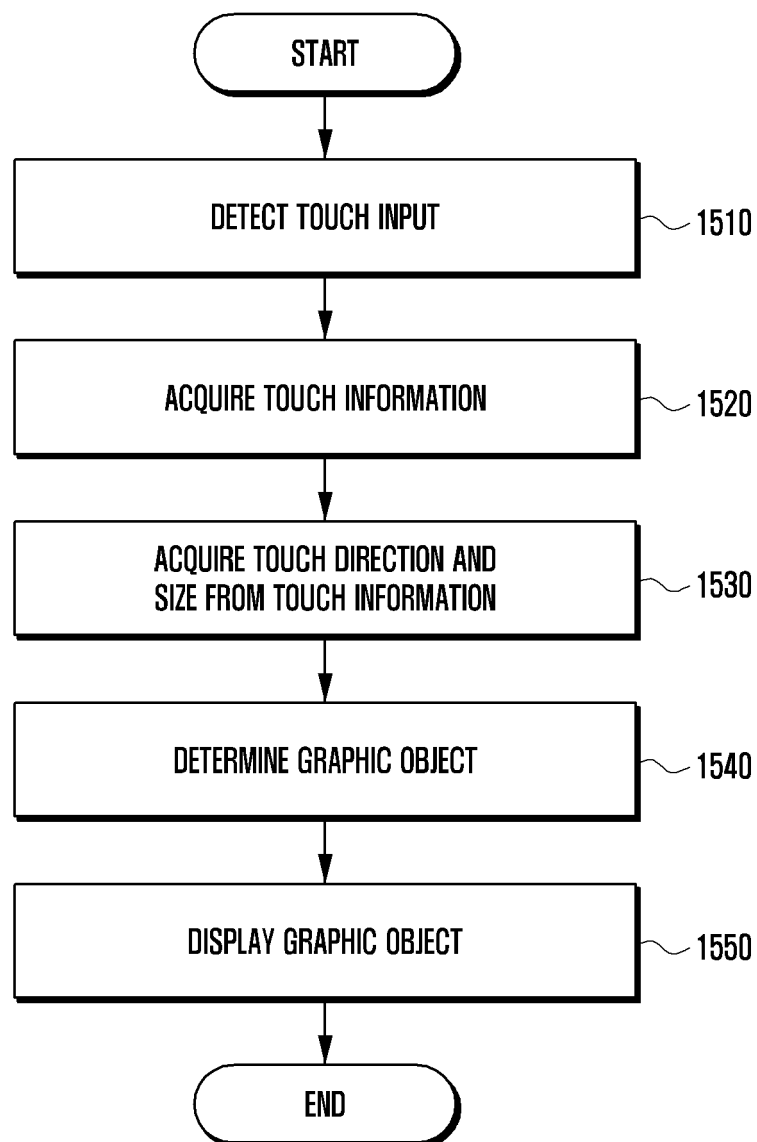 START
DETECT TOUCH INPUT
1510
ACQUIRE TOUCH INFORMATION
1520
ACQUIRE TOUCH DIRECTION AND
SIZE FROM TOUCH INFORMATION
1530
DETERMINE GRAPHIC OBJECT
1540
DISPLAY GRAPHIC OBJECT
1550
END